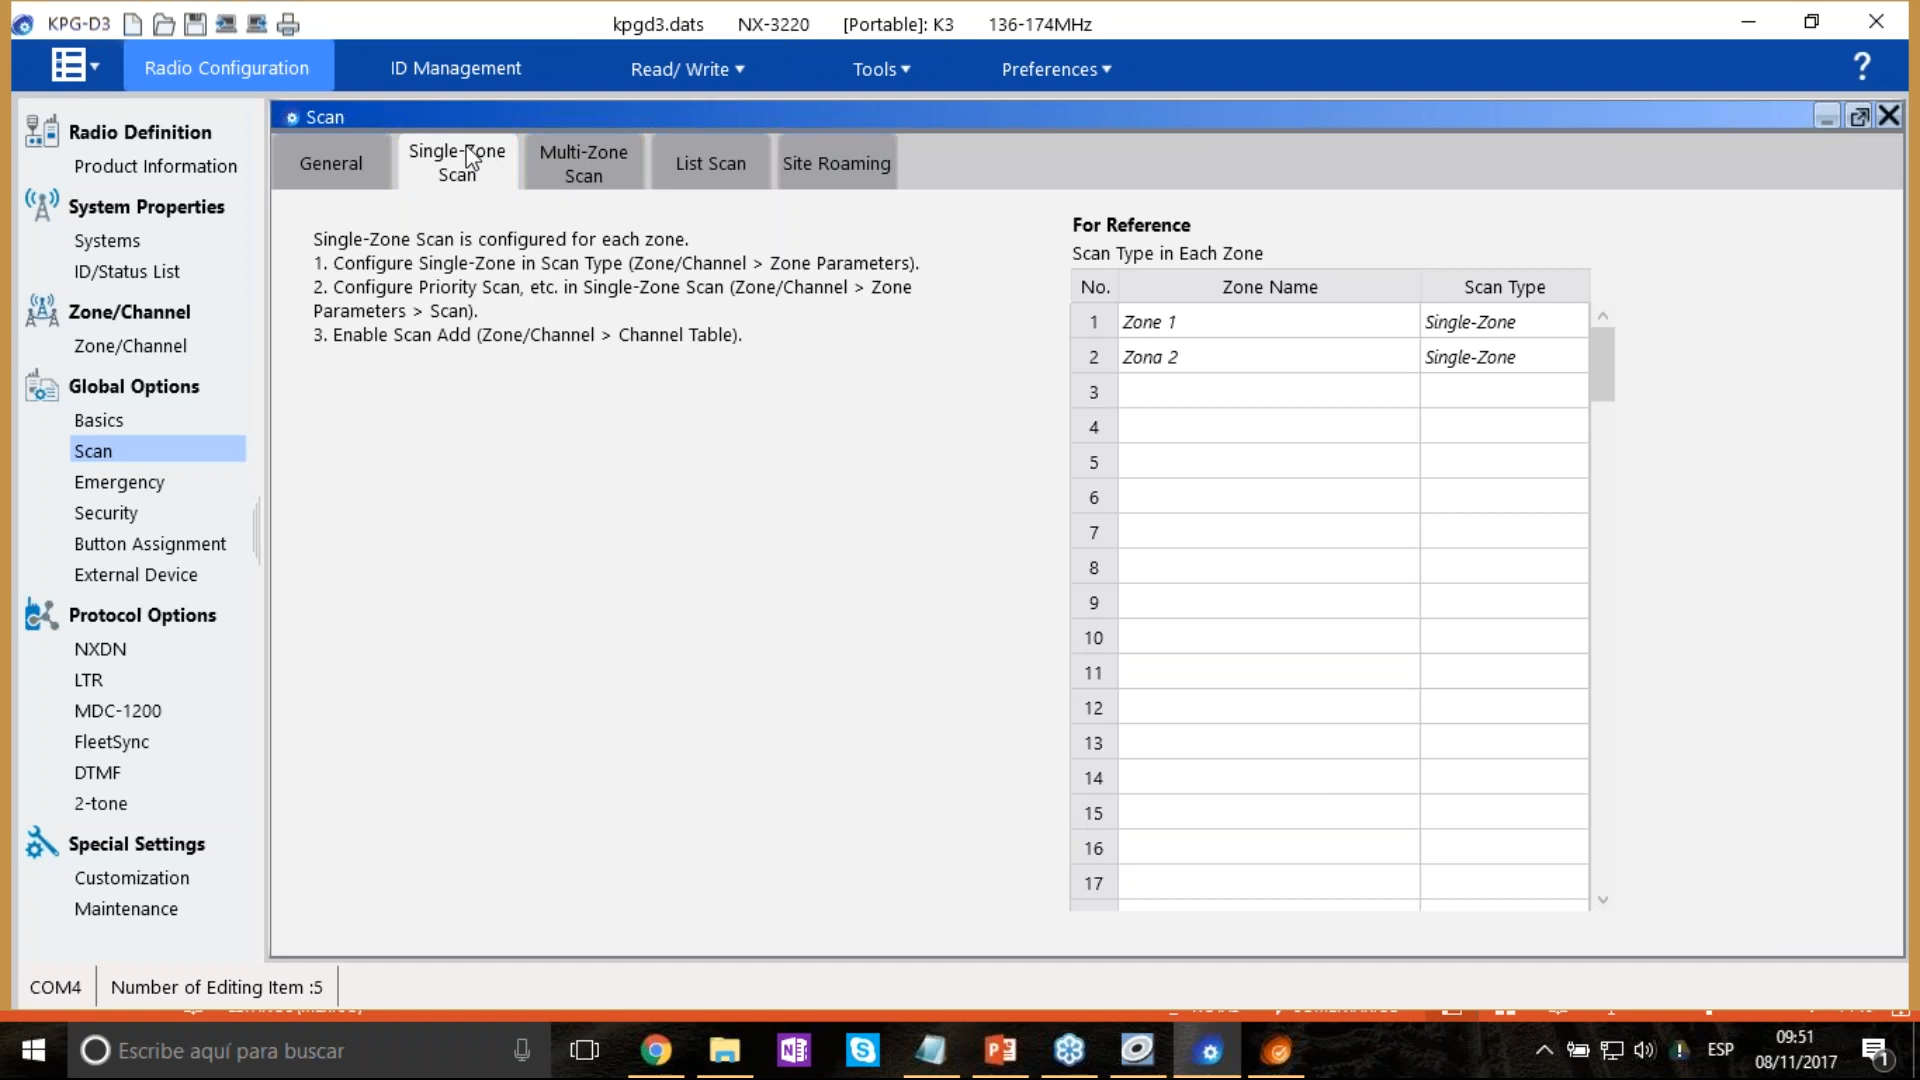 KPG-D3
kpgd3.dats NX-3220 [Portable]: K3 136-174MHz
Radio Configuration
ID Management
Read/ Write
Tools
Preferences
?
Radio Definition
Product Information
System Properties
Systems
ID/Status List
Zone/Channel
Zone/Channel
Global Options
Basics
Scan
Emergency
Security
Button Assignment
External Device
Protocol Options
NXDN
LTR
MDC-1200
FleetSync
DTMF
2-tone
Special Settings
Customization
Maintenance
Scan
General
Single-Zone
Scan
Multi-Zone
Scan
List Scan
Site Roaming
Single-Zone Scan is configured for each zone.
1. Configure Single-Zone in Scan Type (Zone/Channel > Zone Parameters).
2. Configure Priority Scan, etc. in Single-Zone Scan (Zone/Channel > Zone
Parameters > Scan).
3. Enable Scan Add (Zone/Channel > Channel Table).
For Reference
Scan Type in Each Zone
No. Zone Name Scan Type
1 Zone 1 Single-Zone
2 Zona 2 Single-Zone
3
4
5
6
7
8
9
10
11
12
13
14
15
16
17
COM4
Number of Editing Item :5
Escribe aquí para buscar
ESP
09:51
08/11/2017
1